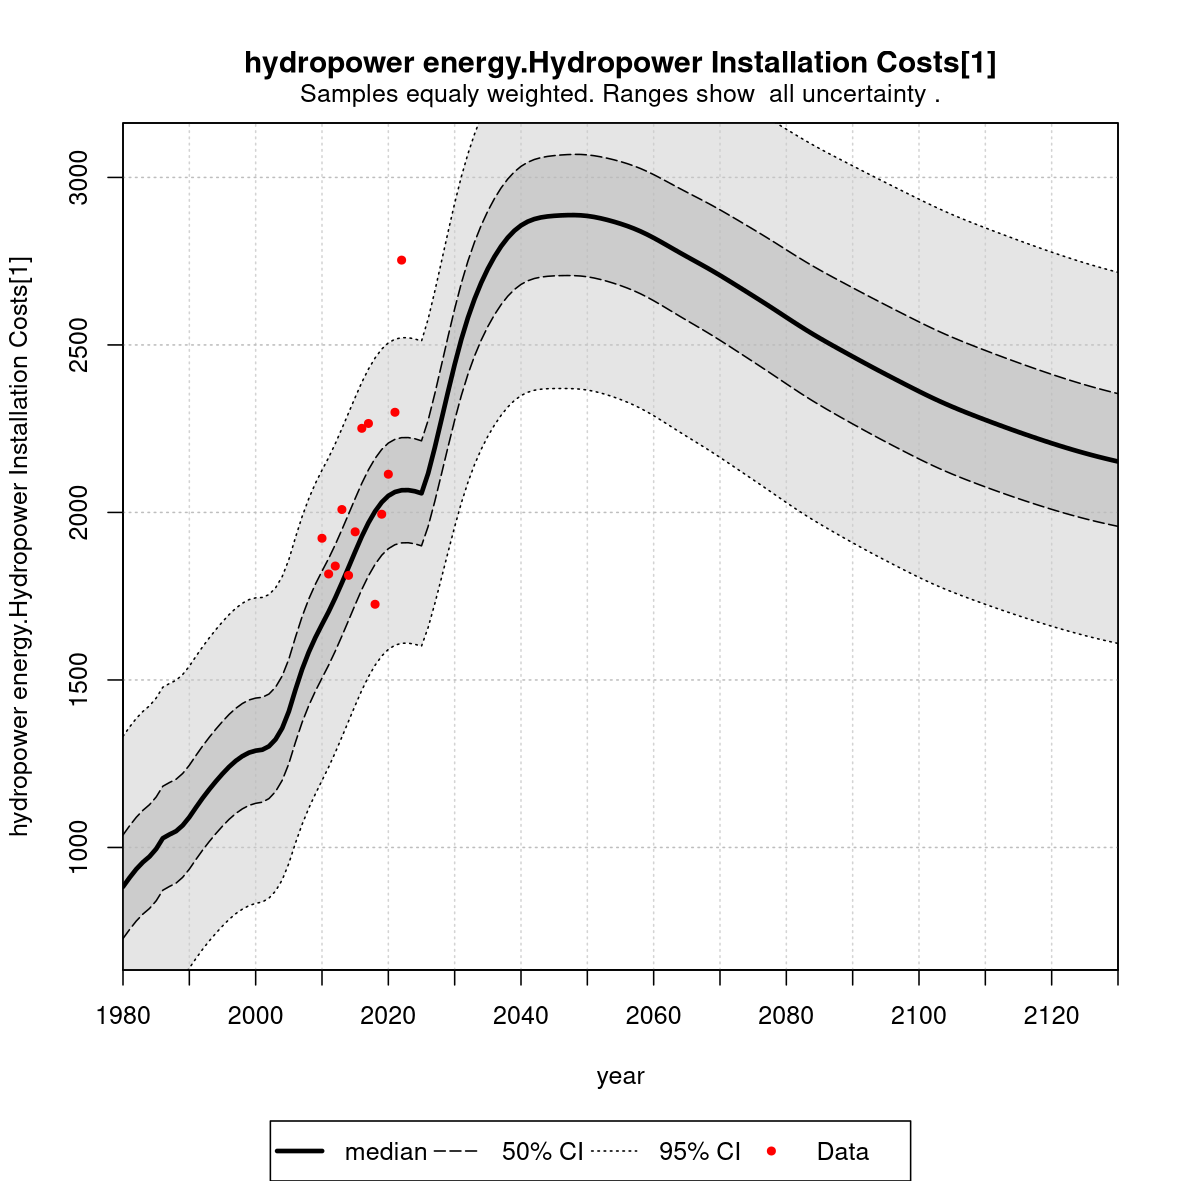 hydropower energy.Hydropower Installation Costs[1]
Samples equaly weighted. Ranges show  all uncertainty .
hydropower energy.Hydropower Installation Costs[1]
3000
2500
2000
1500
1000
1980 2000 2020 2040 2060 2080 2100 2120
year
median 50% CI 95% CI Data